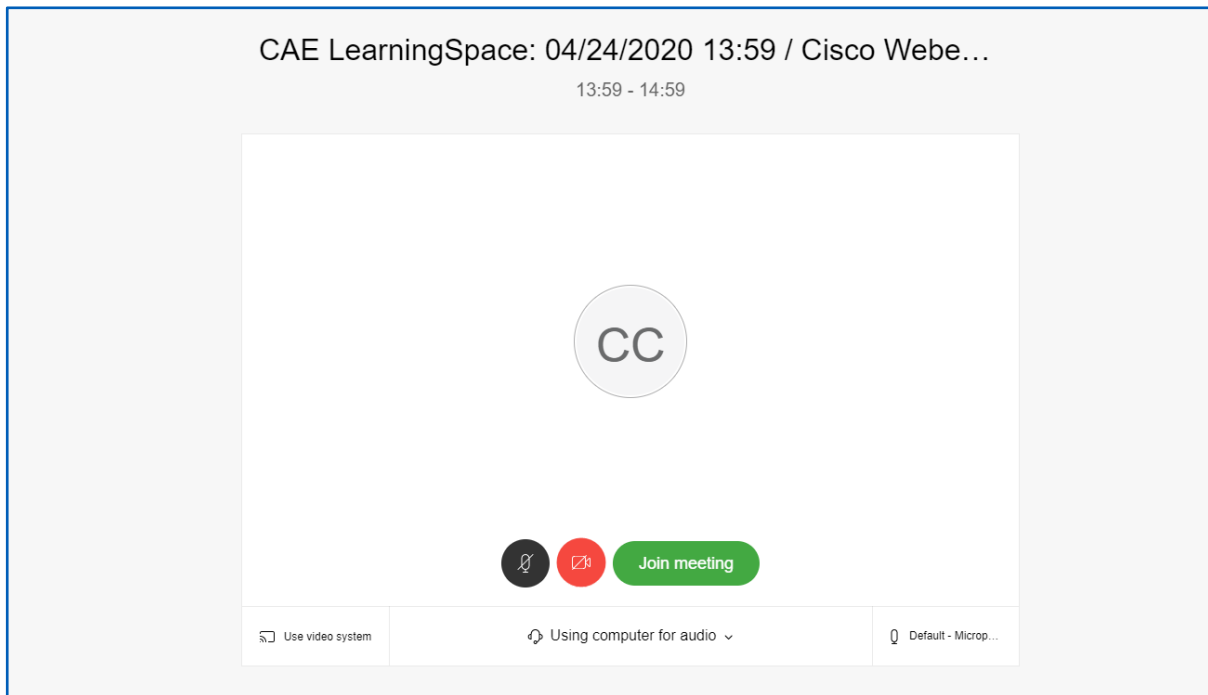 CAE LearningSpace: 04/24/2020 13:59 / Cisco Webe…
13:59 - 14:59
CC
Join meeting
Use video system
Using computer for audio
Default - Microp…